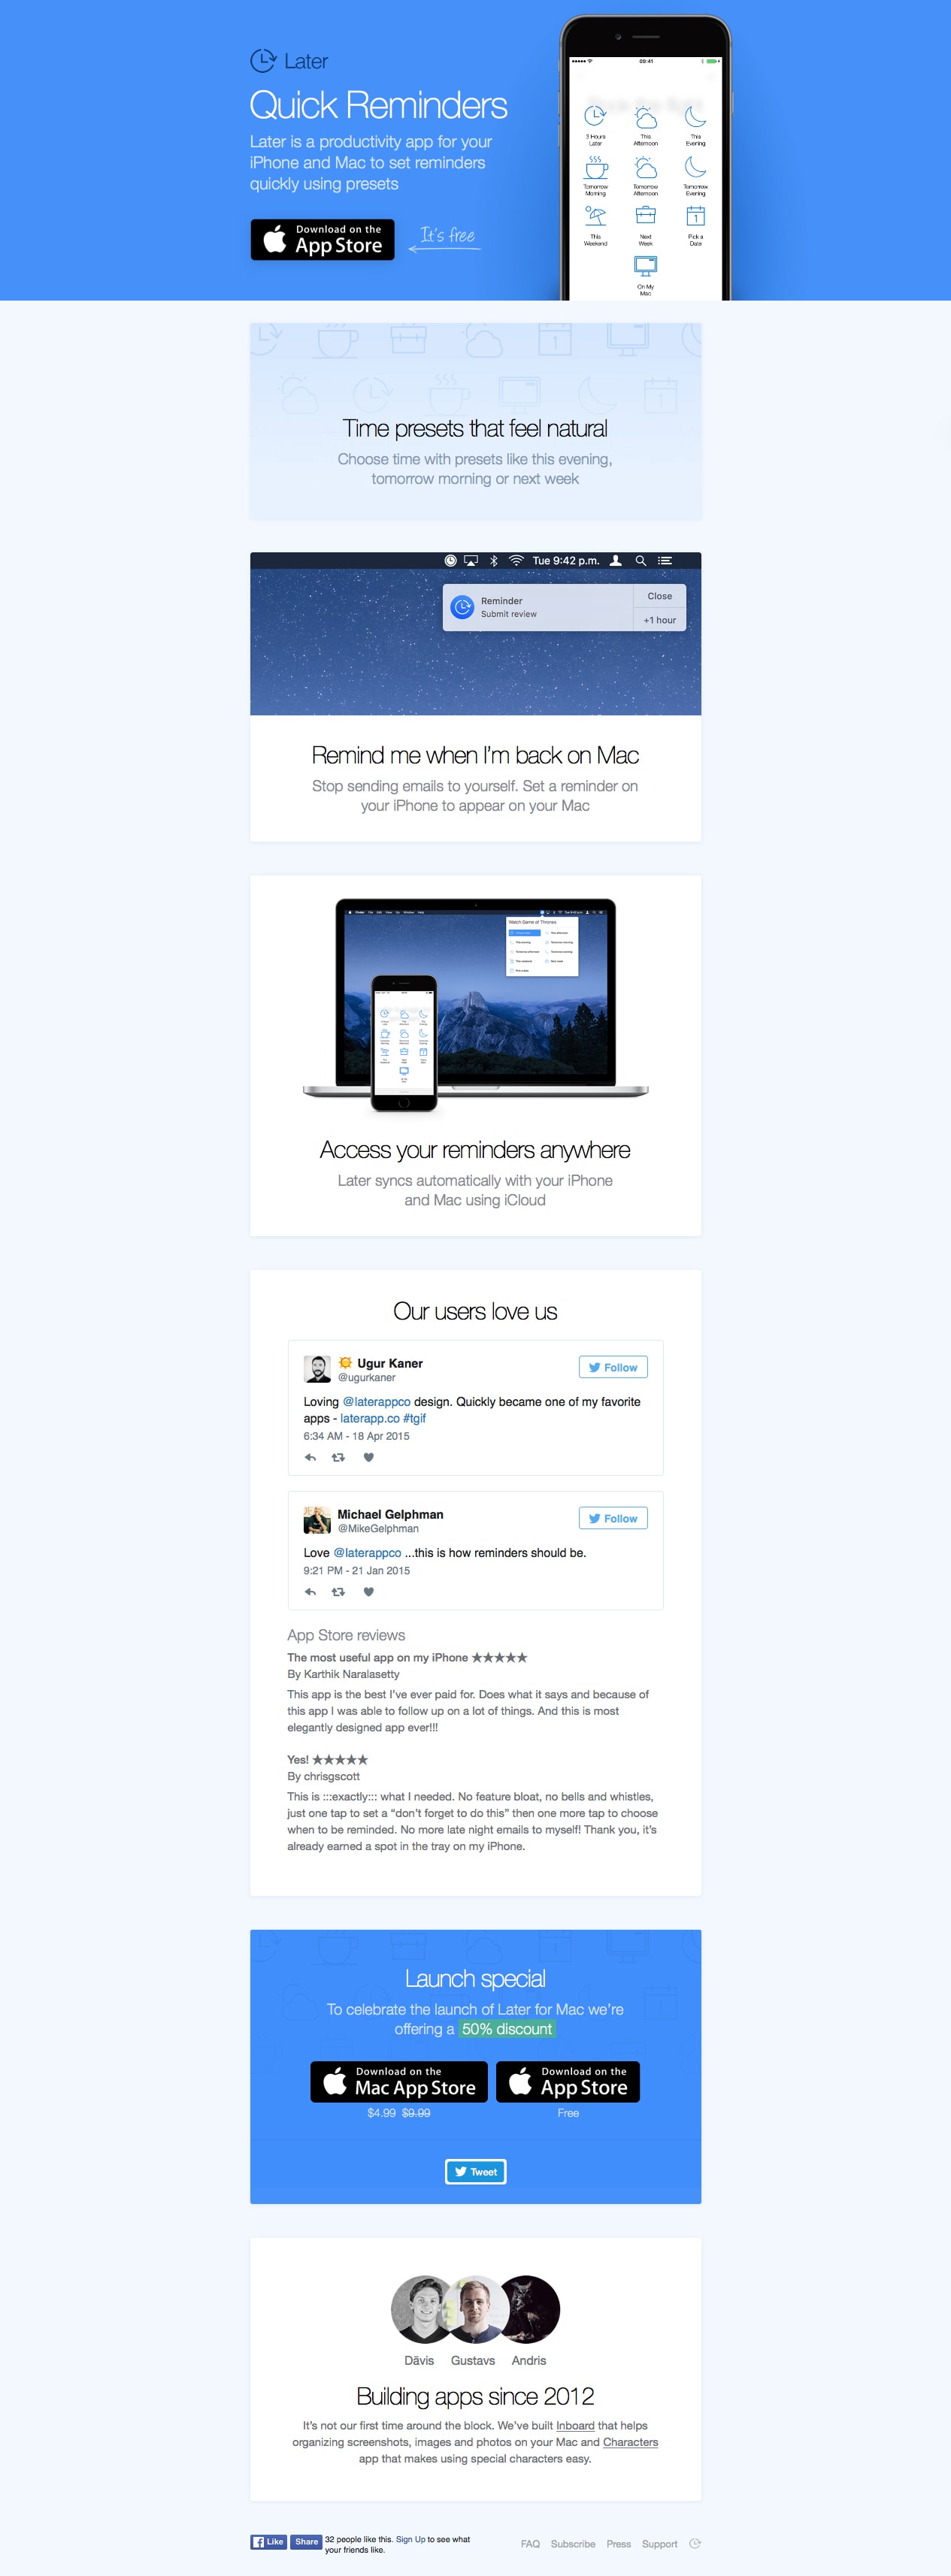 Later
Quick Reminders
Later is a productivity app for your
iPhone and Mac to set reminders
quickly using presets
Download on the
App Store
It's free
09:41
3 Hours
Later
This
Afternoon
This
Evening
Tomorrow
Morning
Tomorrow
Afternoon
Tomorrow
Evening
This
Weekend
Next
Week
1
Pick a
Date
On My
Mac
Time presets that feel natural
Choose time with presets like this evening,
tomorrow morning or next week
Tue 9:42 p.m.
Reminder
Submit review
Close
+1 hour
Remind me when I'm back on Mac
Stop sending emails to yourself. Set a reminder on
your iPhone to appear on your Mac
Watch Game of Thrones
Access your reminders anywhere
Later syncs automatically with your iPhone
and Mac using iCloud
Our users love us
Ugur Kaner
@ugurkaner
Follow
Loving @laterappco design. Quickly became one of my favorite
apps - laterapp.co #tgif
6:34 AM - 18 Apr 2015
Michael Gelphman
@MikeGelphman
Follow
Love @laterappco ...this is how reminders should be.
9:21 PM - 21 Jan 2015
App Store reviews
The most useful app on my iPhone ★★★★★
By Karthik Naralasetty
This app is the best I've ever paid for. Does what it says and because of
this app I was able to follow up on a lot of things. And this is most
elegantly designed app ever!!!
Yes! ★★★★★
By chrisgscott
This is :::exactly::: what I needed. No feature bloat, no bells and whistles,
just one tap to set a “don't forget to do this” then one more tap to choose
when to be reminded. No more late night emails to myself! Thank you, it's
already earned a spot in the tray on my iPhone.
Launch special
To celebrate the launch of Later for Mac we're
offering a 50% discount
Download on the
Mac App Store
Download on the
App Store
$4.99 $9.99
Free
Tweet
Dāvis Gustavs Andris
Building apps since 2012
It's not our first time around the block. We've built Inboard that helps
organizing screenshots, images and photos on your Mac and Characters
app that makes using special characters easy.
Like Share 32 people like this. Sign Up to see what
your friends like.
FAQ Subscribe Press Support